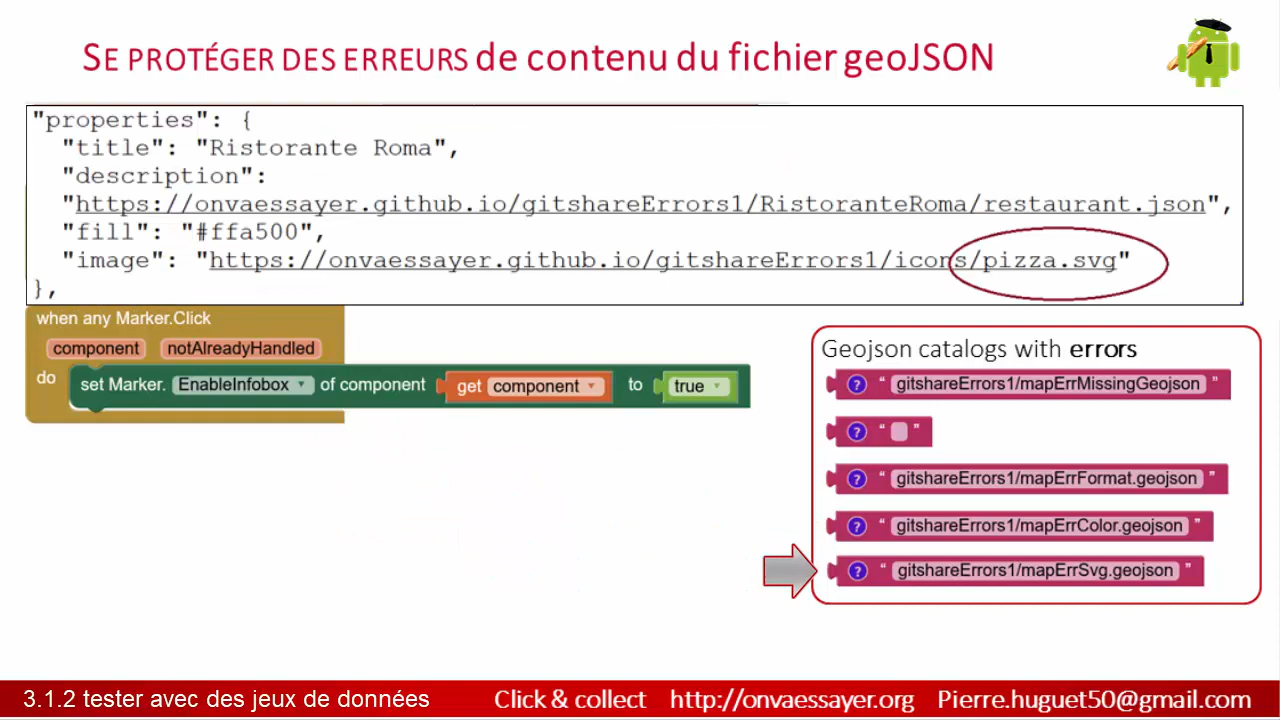 SE PROTÉGER DES ERREURS de contenu du fichier geoJSON
"properties": {
"title": "Ristorante Roma",
"description":
"https://onvaessayer.github.io/gitshareErrors1/RistoranteRoma/restaurant.json",
"fill": "#ffa500",
"image": "https://onvaessayer.github.io/gitshareErrors1/icons/pizza.svg"
},
when any Marker.Click
component notAlreadyHandled
do set Marker. EnableInfobox of component get component to true
Geojson catalogs with errors
? " gitshareErrors1/mapErrMissingGeojson "
? " "
? " gitshareErrors1/mapErrFormat.geojson "
? " gitshareErrors1/mapErrColor.geojson "
? " gitshareErrors1/mapErrSvg.geojson "
3.1.2 tester avec des jeux de données Click & collect http://onvaessayer.org Pierre.huguet50@gmail.com